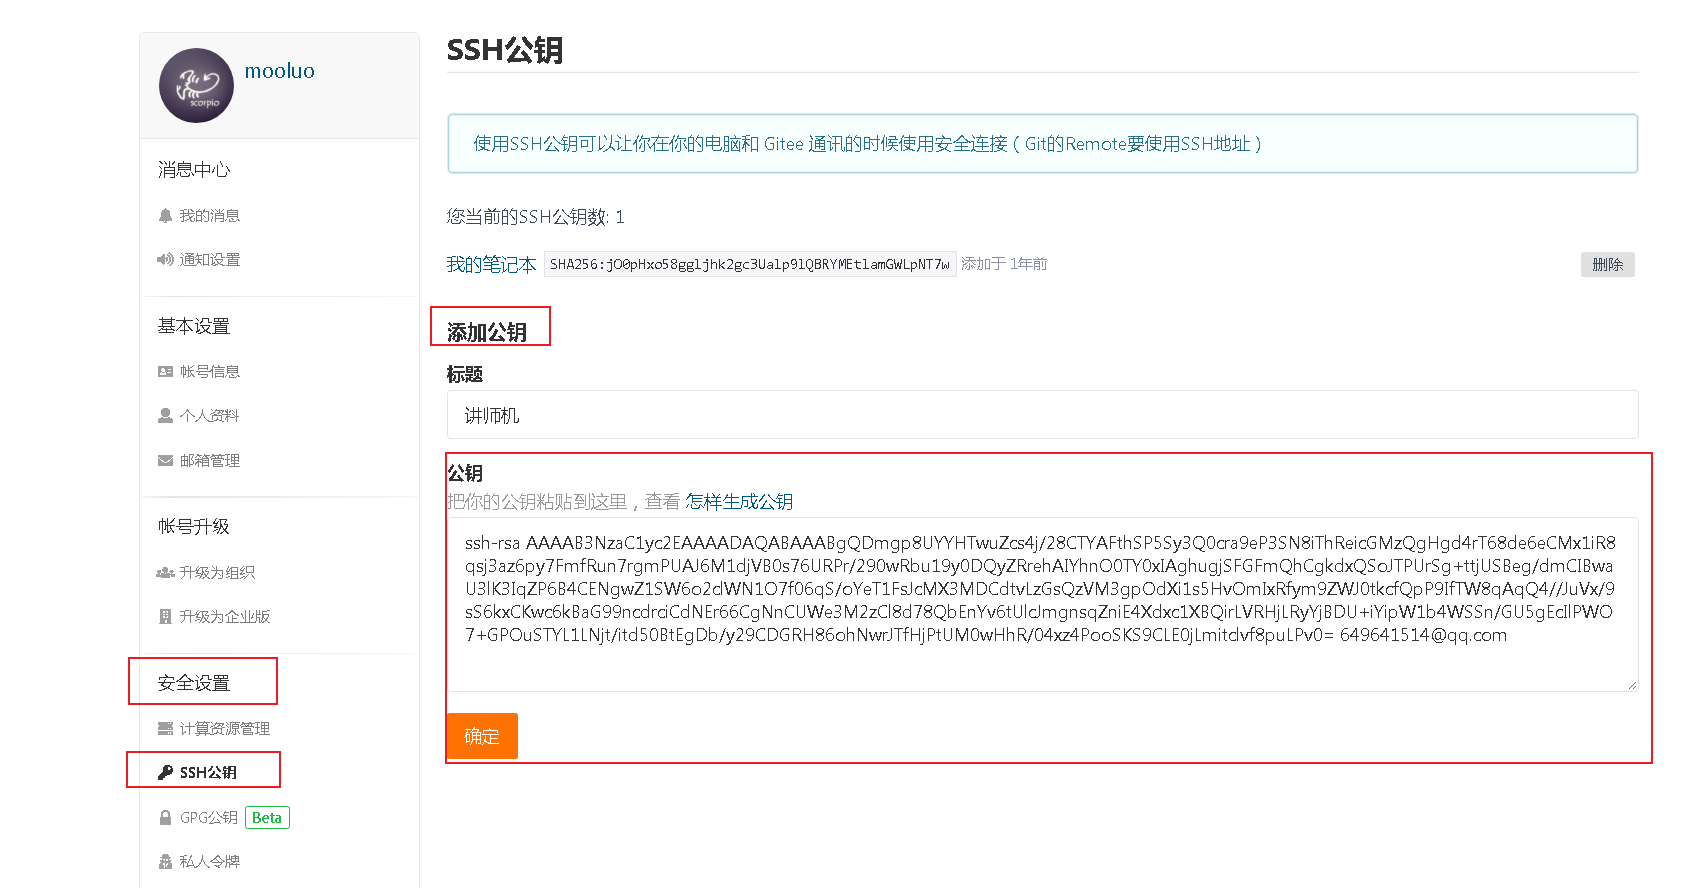 mooluo
scorpio
消息中心
我的消息
通知设置
基本设置
帐号信息
个人资料
邮箱管理
帐号升级
升级为组织
升级为企业版
安全设置
计算资源管理
SSH公钥
GPG公钥 Beta
私人令牌
SSH公钥
使用SSH公钥可以让你在你的电脑和 Gitee 通讯的时候使用安全连接（Git的Remote要使用SSH地址）
您当前的SSH公钥数: 1
我的笔记本 SHA256:jO0pHxo58ggljhk2gc3Ualp9lQBRYMEtlamGWLpNT7w 添加于 1年前
删除
添加公钥
标题
讲师机
公钥
把你的公钥粘贴到这里，查看 怎样生成公钥
ssh-rsa AAAAB3NzaC1yc2EAAAADAQABAAABgQDmgp8UYYHTwuZcs4j/28CTYAFthSP5Sy3Q0cra9eP3SN8iThReicGMzQgHgd4rT68de6eCMx1iR8
qsj3az6py7FmfRun7rgmPUAJ6M1djVB0s76URPr/290wRbu19y0DQyZRrehAIYhnO0TY0xIAghugjSFGFmQhCgkdxQSoJTPUrSg+ttjUSBeg/dmCIBwa
U3lK3IqZP6B4CENgwZ1SW6o2dWN1O7f06qS/oYeT1FsJcMX3MDCdtvLzGsQzVM3gpOdXi1s5HvOmIxRfym9ZWJ0tkcfQpP9IfTW8qAqQ4//JuVx/9
sS6kxCKwc6kBaG99ncdrciCdNEr66CgNnCUWe3M2zCl8d78QbEnYv6tUlcJmgnsqZniE4Xdxc1XBQirLVRHjLRyYjBDU+iYipW1b4WSSn/GU5gEcIlPWO
7+GPOuSTYL1LNjt/itd50BtEgDb/y29CDGRH86ohNwrJTfHjPtUM0wHhR/04xz4PooSKS9CLE0jLmitclvf8puLPv0= 649641514@qq.com
确定